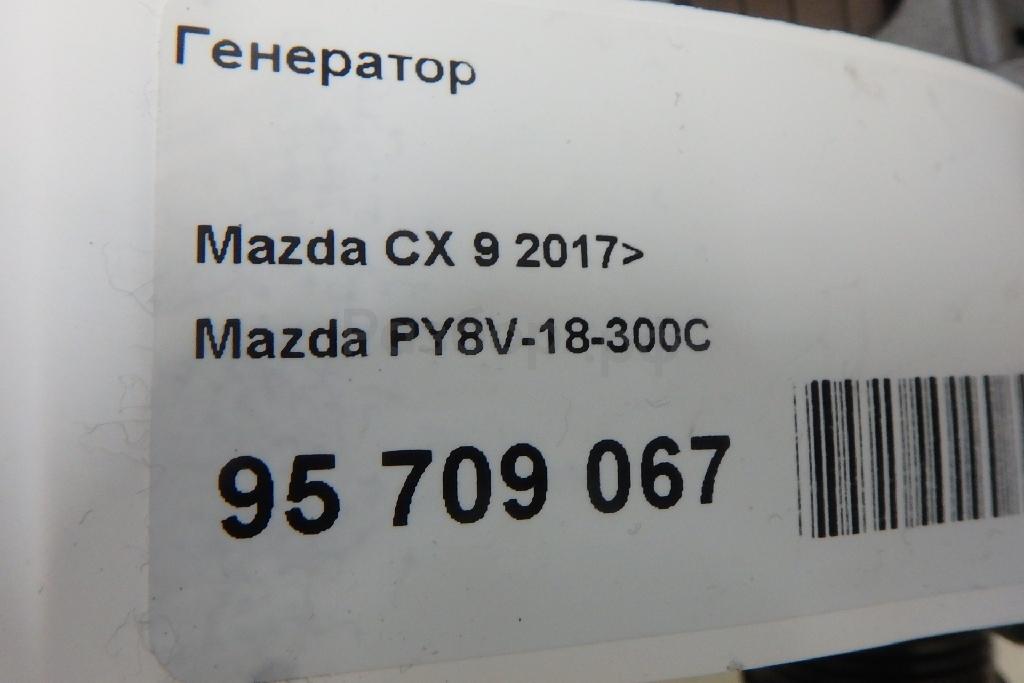 Генератор
Mazda CX 9 2017>
Mazda PY8V-18-300C
95 709 067